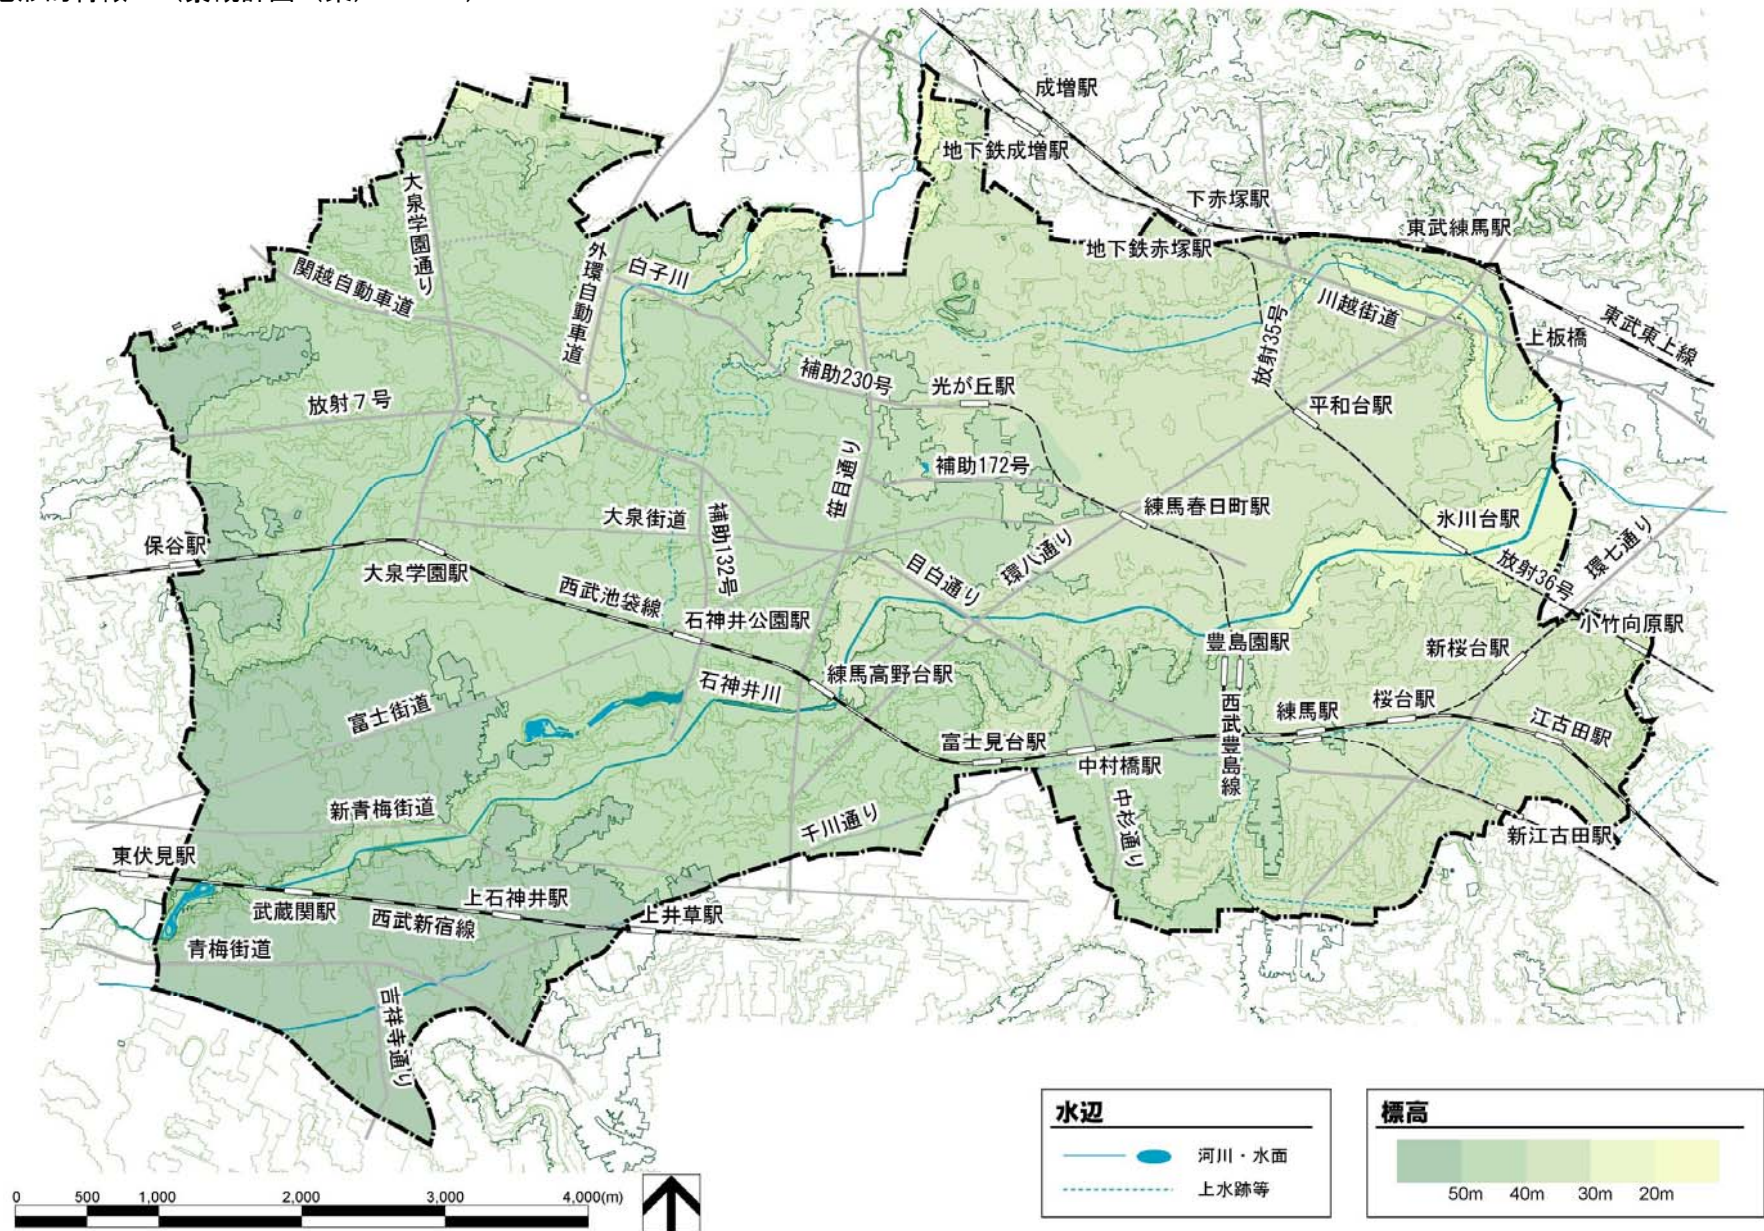 成増駅
地下鉄成増駅
下赤塚駅
東武練馬駅
地下鉄赤塚駅
大泉学園通り
外環自動車道
白子川
関越自動車道
川越街道
放射35号
東武東上線
上板橋
補助230号
光が丘駅
放射7号
平和台駅
笹目通り
補助172号
練馬春日町駅
大泉街道
補助132号
氷川台駅
環七通り
保谷駅
大泉学園駅
西武池袋線
目白通り
環八通り
放射36号
石神井公園駅
小竹向原駅
豊島園駅
新桜台駅
石神井川
練馬高野台駅
富士街道
西武豊島線
練馬駅
桜台駅
江古田駅
富士見台駅
中村橋駅
新青梅街道
千川通り
中杉通り
新江古田駅
東伏見駅
武蔵関駅
上石神井駅
西武新宿線
上井草駅
青梅街道
吉祥寺通り
水辺
河川・水面
上水跡等
標高
50m 40m 30m 20m
0 500 1,000 2,000 3,000 4,000(m)